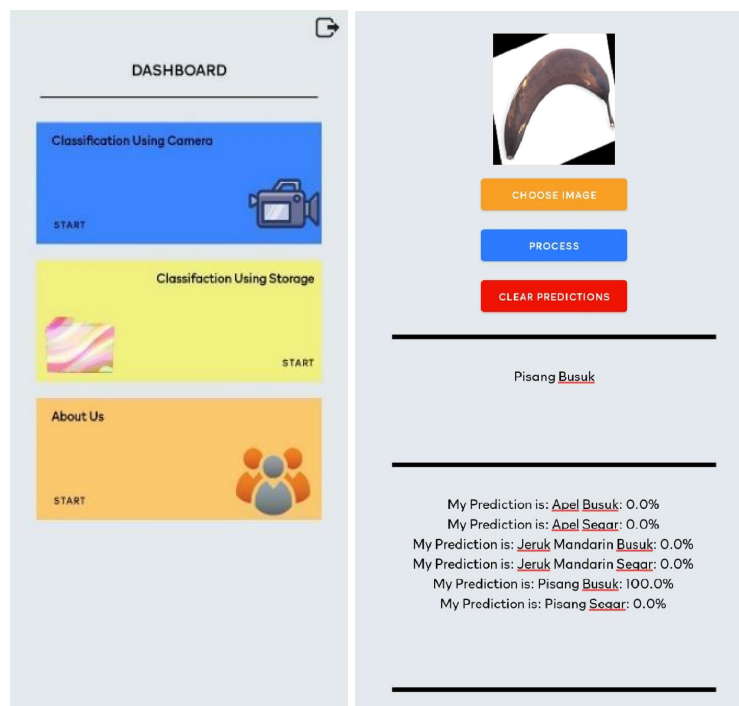 DASHBOARD
Classification Using Camera
START
Classifaction Using Storage
START
About Us
START
CHOOSE IMAGE
PROCESS
CLEAR PREDICTIONS
Pisang Busuk
My Prediction is: Apel Busuk: 0.0%
My Prediction is: Apel Segar: 0.0%
My Prediction is: Jeruk Mandarin Busuk: 0.0%
My Prediction is: Jeruk Mandarin Segar: 0.0%
My Prediction is: Pisang Busuk: 100.0%
My Prediction is: Pisang Segar: 0.0%